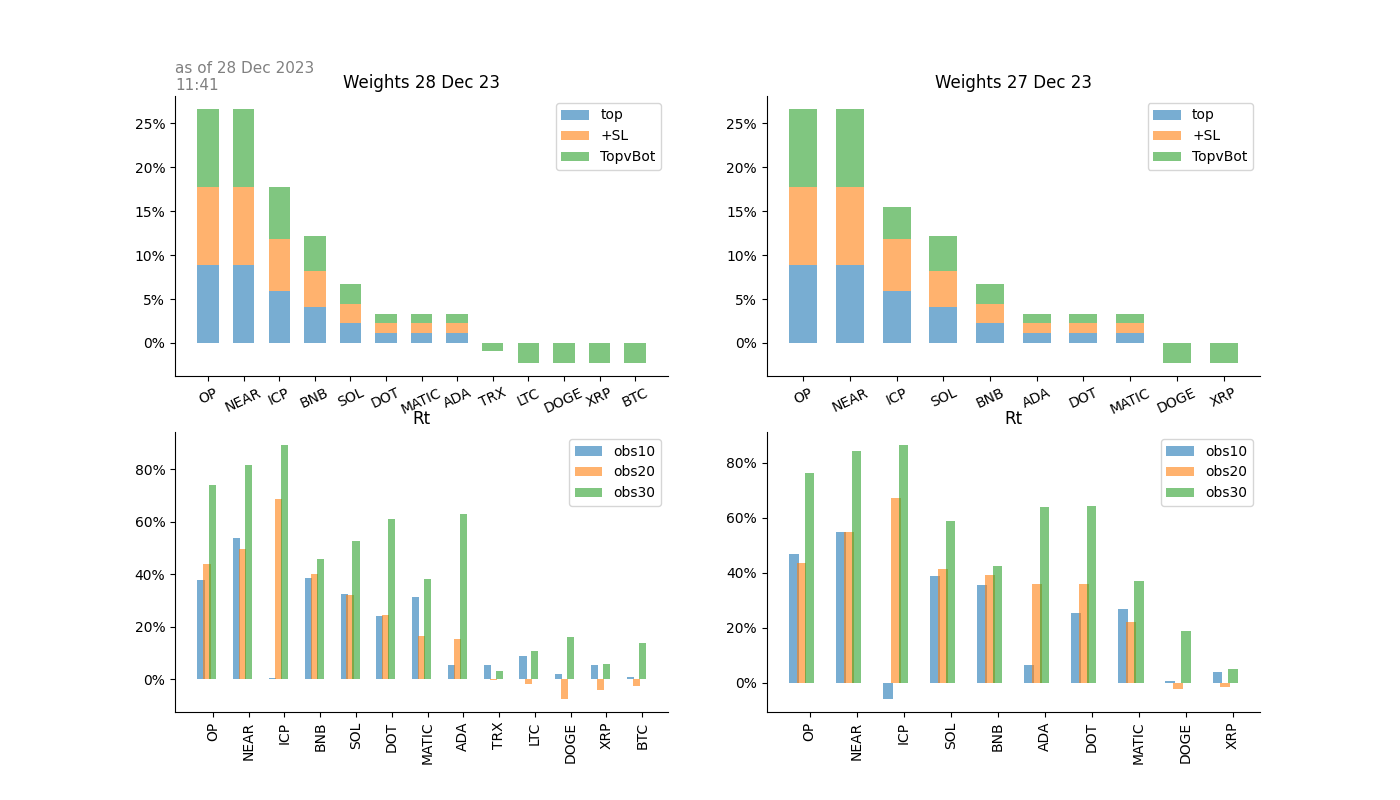 as of 28 Dec 2023
11:41
Weights 28 Dec 23
25%
20%
15%
10%
5%
0%
top
+SL
TopvBot
OP NEAR ICP BNB SOL DOT MATIC ADA TRX LTC DOGE XRP BTC
Weights 27 Dec 23
25%
20%
15%
10%
5%
0%
top
+SL
TopvBot
OP NEAR ICP SOL BNB ADA DOT MATIC DOGE XRP
Rt
80%
60%
40%
20%
0%
obs10
obs20
obs30
OP NEAR ICP BNB SOL DOT MATIC ADA TRX LTC DOGE XRP BTC
Rt
80%
60%
40%
20%
0%
obs10
obs20
obs30
OP NEAR ICP SOL BNB ADA DOT MATIC DOGE XRP